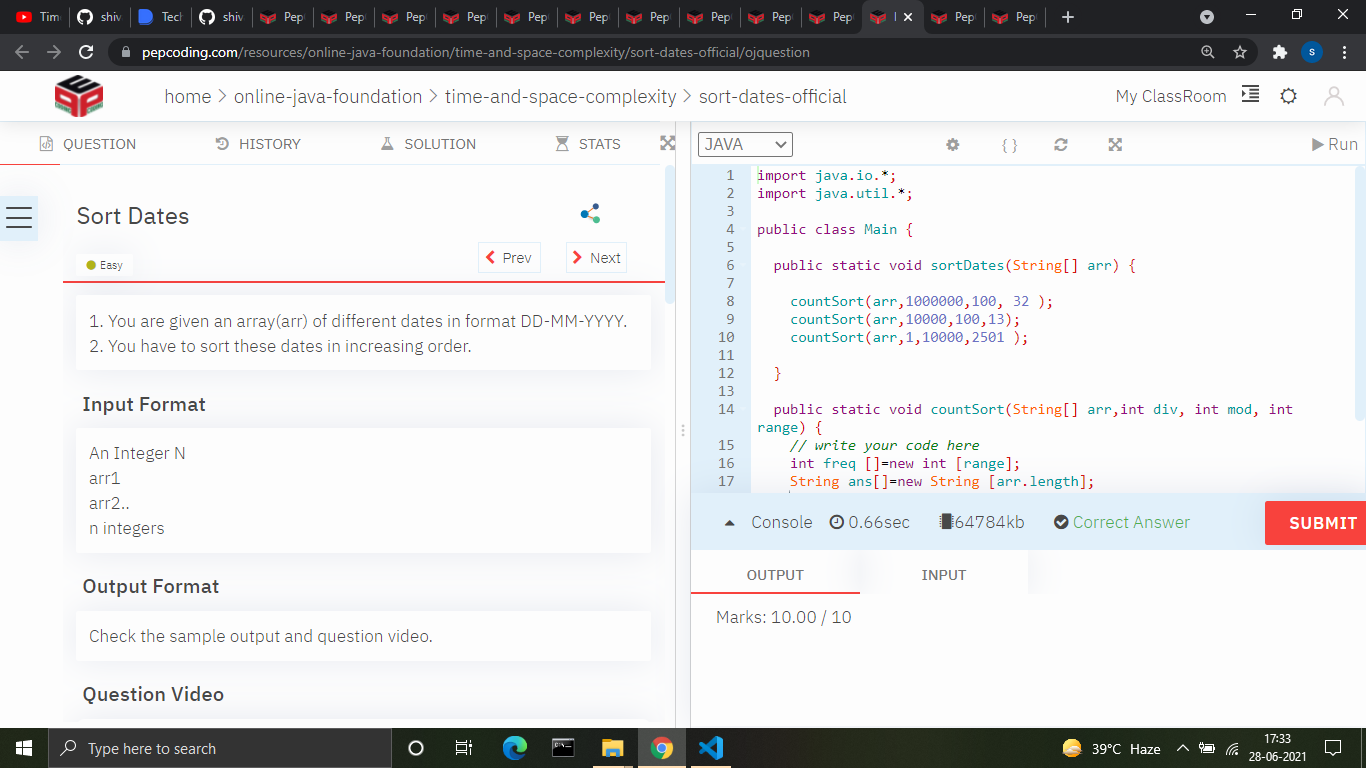 Time
shiv
Tech
shiv
Pep
Pep
Pep
Pep
Pep
Pep
Pep
Pep
Pep
Pep
Pep
Pep
pepcoding.com/resources/online-java-foundation/time-and-space-complexity/sort-dates-official/ojquestion
S
home > online-java-foundation > time-and-space-complexity > sort-dates-official
My ClassRoom
QUESTION
HISTORY
SOLUTION
STATS
JAVA
{ }
Run
Sort Dates
Prev
Next
Easy
1. You are given an array(arr) of different dates in format DD-MM-YYYY.
2. You have to sort these dates in increasing order.
Input Format
An Integer N
arr1
arr2..
n integers
Output Format
Check the sample output and question video.
Question Video
1 import java.io.*;
2 import java.util.*;
3
4 public class Main {
5
6 public static void sortDates(String[] arr) {
7
8 countSort(arr,1000000,100, 32 );
9 countSort(arr,10000,100,13);
10 countSort(arr,1,10000,2501 );
11
12 }
13
14 public static void countSort(String[] arr,int div, int mod, int
range) {
15 // write your code here
16 int freq []=new int [range];
17 String ans[]=new String [arr.length];
Console
0.66sec
64784kb
Correct Answer
SUBMIT
OUTPUT
INPUT
Marks: 10.00 / 10
Type here to search
39°C Haze
17:33
28-06-2021